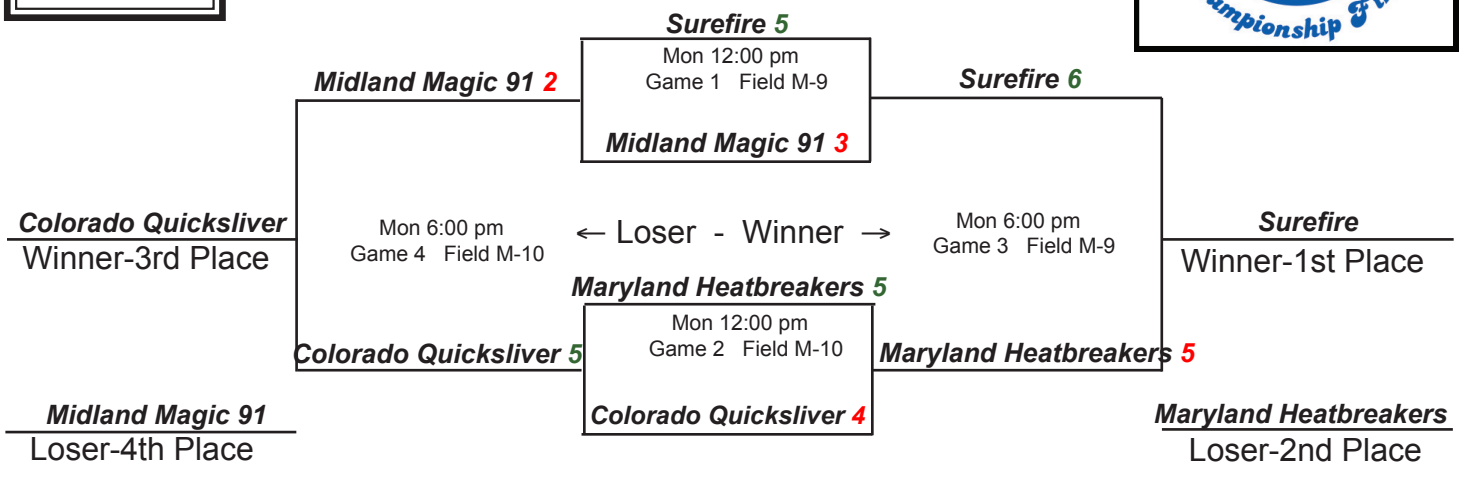 Championship
Surefire 5
Mon 12:00 pm
Game 1 Field M-9
Midland Magic 91 2
Surefire 6
Midland Magic 91 3
Colorado Quicksliver
Winner-3rd Place
Mon 6:00 pm
Game 4 Field M-10
← Loser - Winner →
Mon 6:00 pm
Game 3 Field M-9
Surefire
Winner-1st Place
Maryland Heatbreakers 5
Mon 12:00 pm
Game 2 Field M-10
Colorado Quicksliver 5
Maryland Heatbreakers 5
Colorado Quicksliver 4
Midland Magic 91
Loser-4th Place
Maryland Heatbreakers
Loser-2nd Place